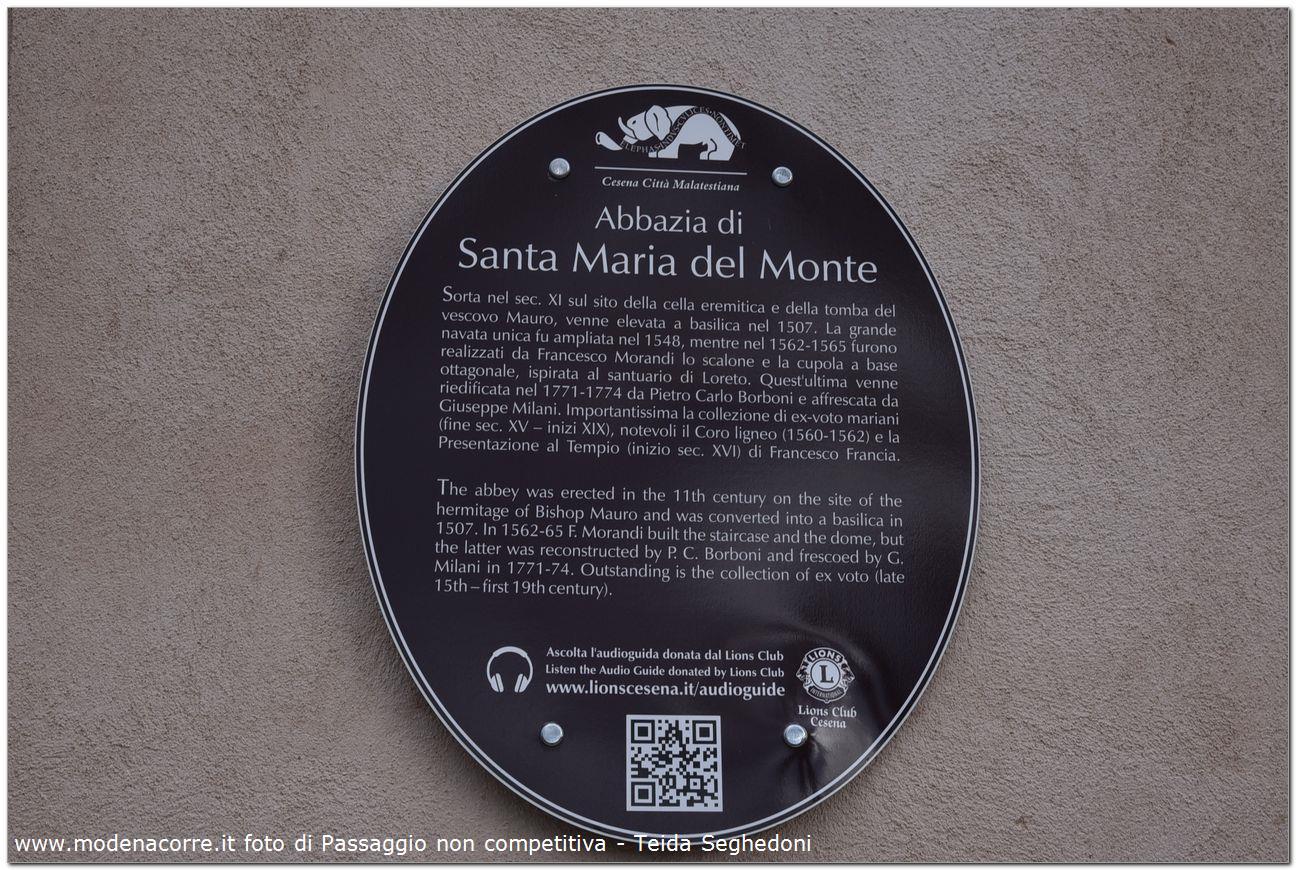 ELEPHAS·INDVS·CVLICES·NON·TIMET
Cesena Città Malatestiana
Abbazia di
Santa Maria del Monte
Sorta nel sec. XI sul sito della cella eremitica e della tomba del
vescovo Mauro, venne elevata a basilica nel 1507. La grande
navata unica fu ampliata nel 1548, mentre nel 1562-1565 furono
realizzati da Francesco Morandi lo scalone e la cupola a base
ottagonale, ispirata al santuario di Loreto. Quest'ultima venne
riedificata nel 1771-1774 da Pietro Carlo Borboni e affrescata da
Giuseppe Milani. Importantissima la collezione di ex-voto mariani
(fine sec. XV – inizi XIX), notevoli il Coro ligneo (1560-1562) e la
Presentazione al Tempio (inizio sec. XVI) di Francesco Francia.
The abbey was erected in the 11th century on the site of the
hermitage of Bishop Mauro and was converted into a basilica in
1507. In 1562-65 F. Morandi built the staircase and the dome, but
the latter was reconstructed by P. C. Borboni and frescoed by G.
Milani in 1771-74. Outstanding is the collection of ex voto (late
15th – first 19th century).
Ascolta l'audioguida donata dal Lions Club
Listen the Audio Guide donated by Lions Club
www.lionscesena.it/audioguide
LIONS
L
INTERNATIONAL
Lions Club
Cesena
www.modenacorre.it foto di Passaggio non competitiva - Teida Seghedoni